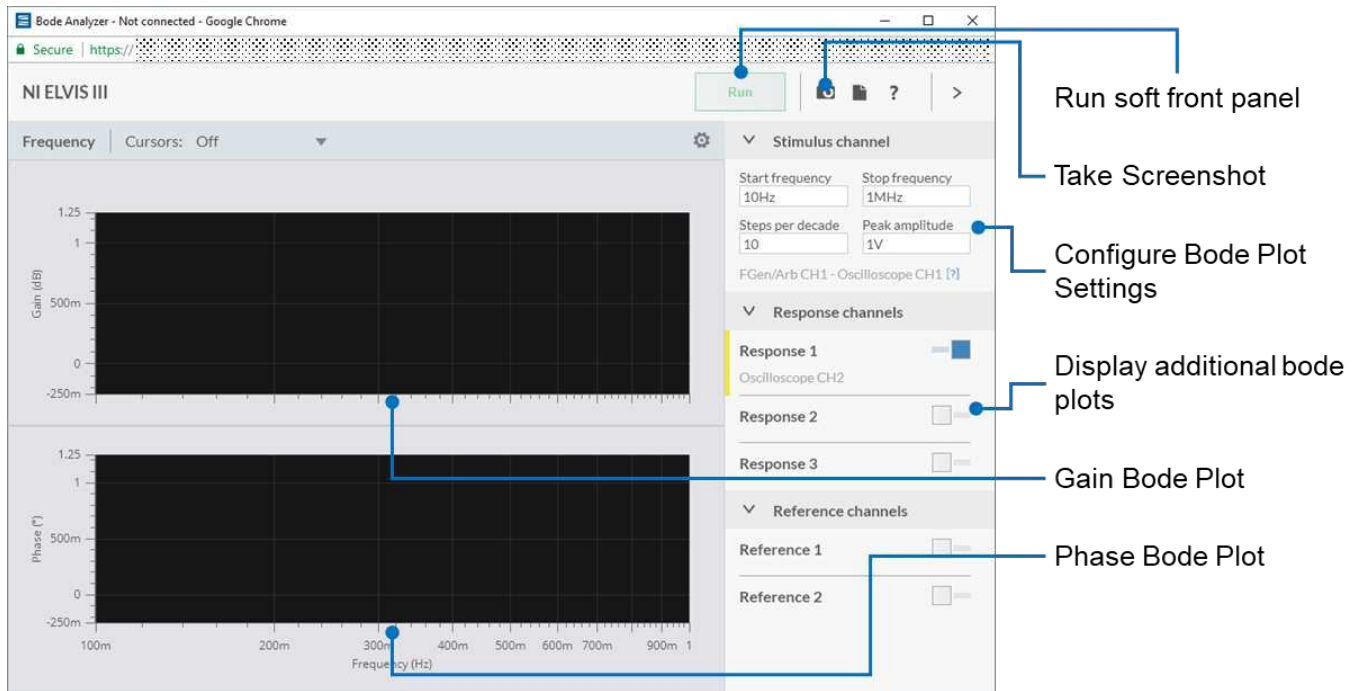 Bode Analyzer - Not connected - Google Chrome
Secure | https://
NI ELVIS III
Run
?
>
Frequency
Cursors: Off
1.25
1
500m
0
-250m
Gain (dB)
1.25
1
500m
0
-250m
Phase (°)
100m 200m 300m 400m 500m 600m 700m 900m 1
Frequency (Hz)
Stimulus channel
Start frequency Stop frequency
10Hz 1MHz
Steps per decade Peak amplitude
10 1V
FGen/Arb CH1 - Oscilloscope CH1 [?]
Response channels
Response 1
Oscilloscope CH2
Response 2
Response 3
Reference channels
Reference 1
Reference 2
Run soft front panel
Take Screenshot
Configure Bode Plot
Settings
Display additional bode
plots
Gain Bode Plot
Phase Bode Plot